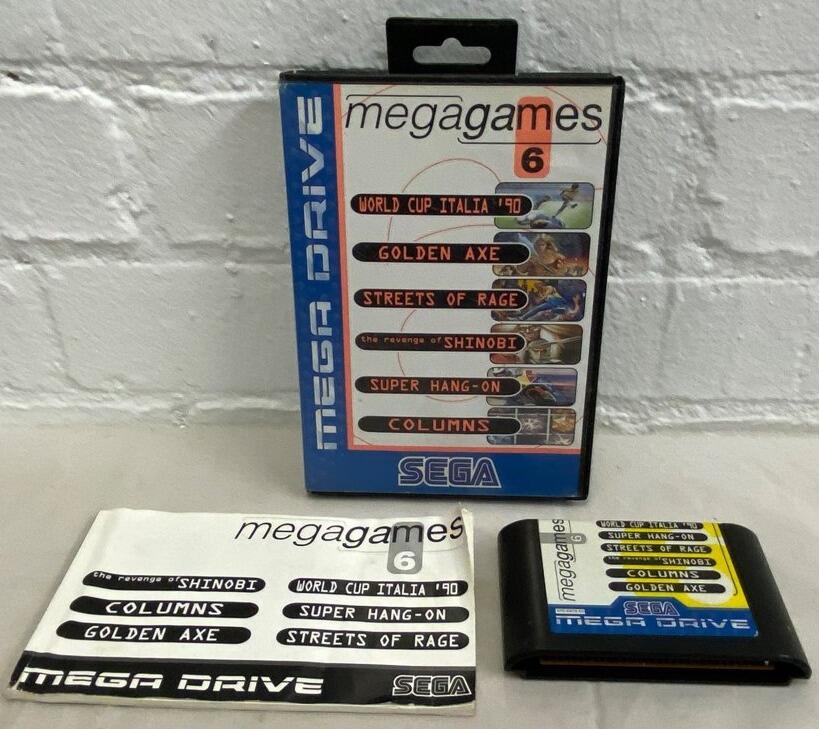 MEGA DRIVE
megagames
6
WORLD CUP ITALIA '90
GOLDEN AXE
STREETS OF RAGE
the revenge of SHINOBI
SUPER HANG-ON
COLUMNS
SEGA
megagames
6
the revenge of SHINOBI
COLUMNS
GOLDEN AXE
WORLD CUP ITALIA '90
SUPER HANG-ON
STREETS OF RAGE
MEGA DRIVE
SEGA
megagames
6
WORLD CUP ITALIA '90
SUPER HANG-ON
STREETS OF RAGE
the revenge of SHINOBI
COLUMNS
GOLDEN AXE
SEGA
MEGA DRIVE